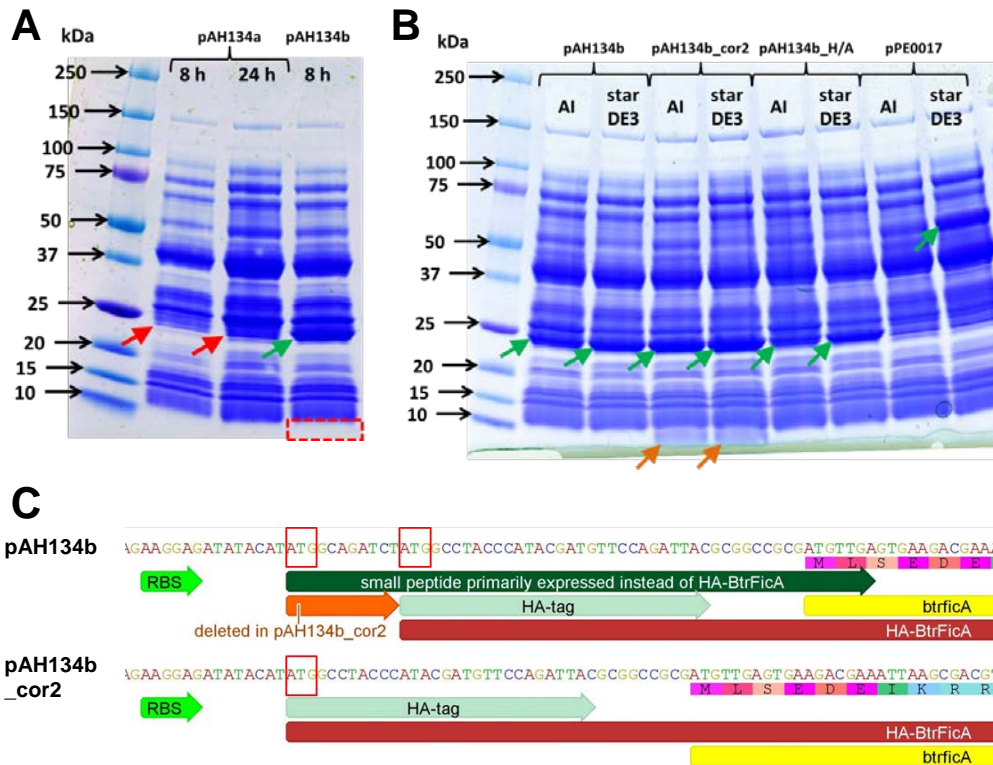 A
kDa
pAH134a pAH134b
8 h 24 h 8 h
250
150
100
75
50
37
25
20
15
10
B
kDa
pAH134b pAH134b_cor2 pAH134b_H/A pPE0017
AI star DE3 AI star DE3 AI star DE3 AI star DE3
250
150
100
75
50
37
25
20
15
10
C
pAH134b
AGAAGGAGATATACATATGGCAGATCTATGGCCTACCCATACGATGTTCCAGATTACGCGGCCGCGATGTTGAGTGAAGACGAAA
M L S E D E
RBS small peptide primarily expressed instead of HA-BtrFicA
HA-tag btrficA
deleted in pAH134b_cor2 HA-BtrFicA
pAH134b
_cor2
AGAAGGAGATATACATATGGCCTACCCATACGATGTTCCAGATTACGCGGCCGCGATGTTGAGTGAAGACGAAATTAAGCGACG
M L S E D E I K R R
RBS HA-tag
HA-BtrFicA
btrficA